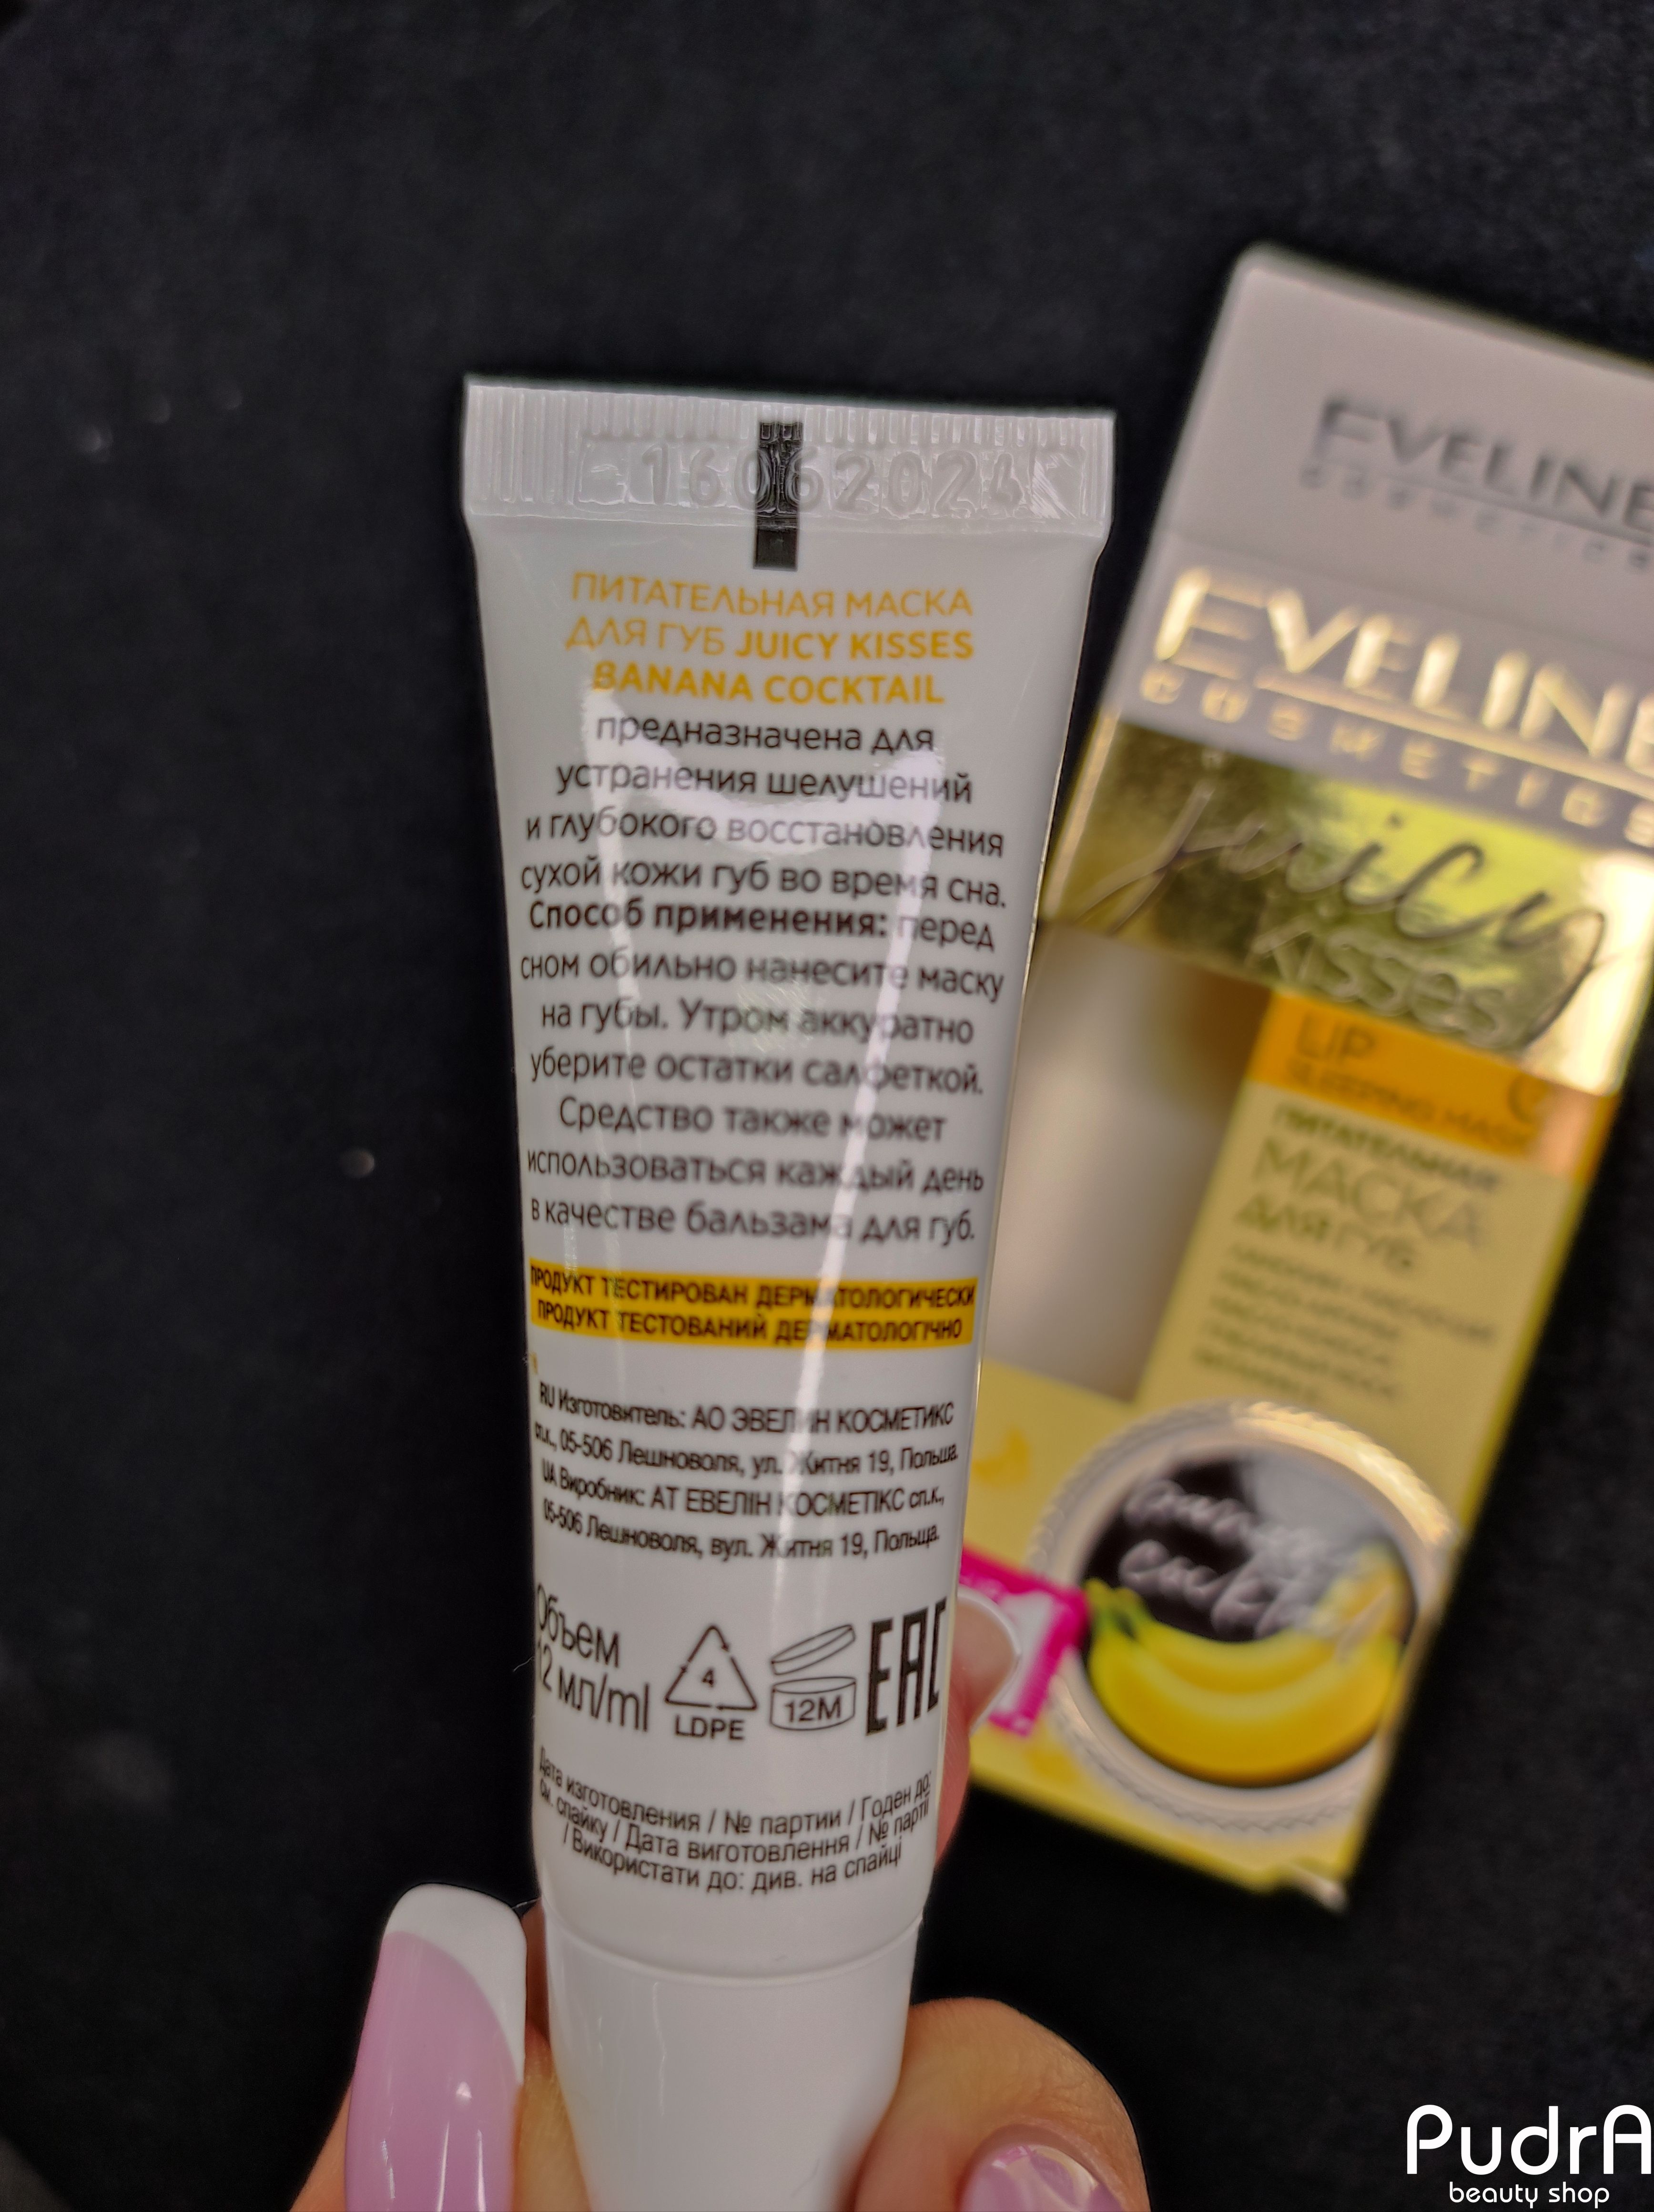 16062024
ПИТАТЕЛЬНАЯ МАСКА
ДЛЯ ГУБ JUICY KISSES
BANANA COCKTAIL
предназначена для
устранения шелушений
и глубокого восстановления
сухой кожи губ во время сна.
Способ применения: перед
сном обильно нанесите маску
на губы. Утром аккуратно
уберите остатки салфеткой.
Средство также может
использоваться каждый день
в качестве бальзама для губ.
ПРОДУКТ ТЕСТИРОВАН ДЕРМАТОЛОГИЧЕСКИ
ПРОДУКТ ТЕСТОВАНИЙ ДЕРМАТОЛОГІЧНО
RU Изготовитель: АО ЭВЕЛИН КОСМЕТИКС
сп.к., 05-506 Лешноволя, ул. Житня 19, Польша.
UA Виробник: АТ ЕВЕЛІН КОСМЕТІКС сп.к.,
05-506 Лешноволя, вул. Житня 19, Польща.
Объем
12 мл/ml
4
LDPE
12M
EAC
Дата изготовления / № партии / Годен до:
см. спайку / Дата виготовлення / № партії
/ Використати до: див. на спайці
EVELINE
cosmetics
EVELINE
COSMETICS
juicy
kisses
LIP
SLEEPING MASK
ПИТАТЕЛЬНАЯ
МАСКА
ДЛЯ ГУБ
banana
cocktail
PudrA
beauty shop